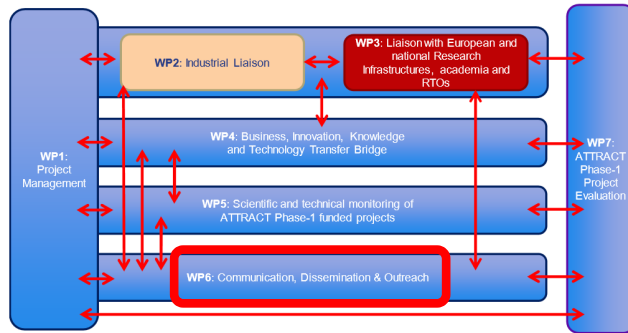 WP2: Industrial Liaison
WP3: Liaison with European and
national Research
Infrastructures, academia and
RTOs
WP4: Business, Innovation, Knowledge
and Technology Transfer Bridge
WP1:
Project
Management
WP7:
ATTRACT
Phase-1
Project
Evaluation
WP5: Scientific and technical monitoring of
ATTRACT Phase-1 funded projects
WP6: Communication, Dissemination & Outreach